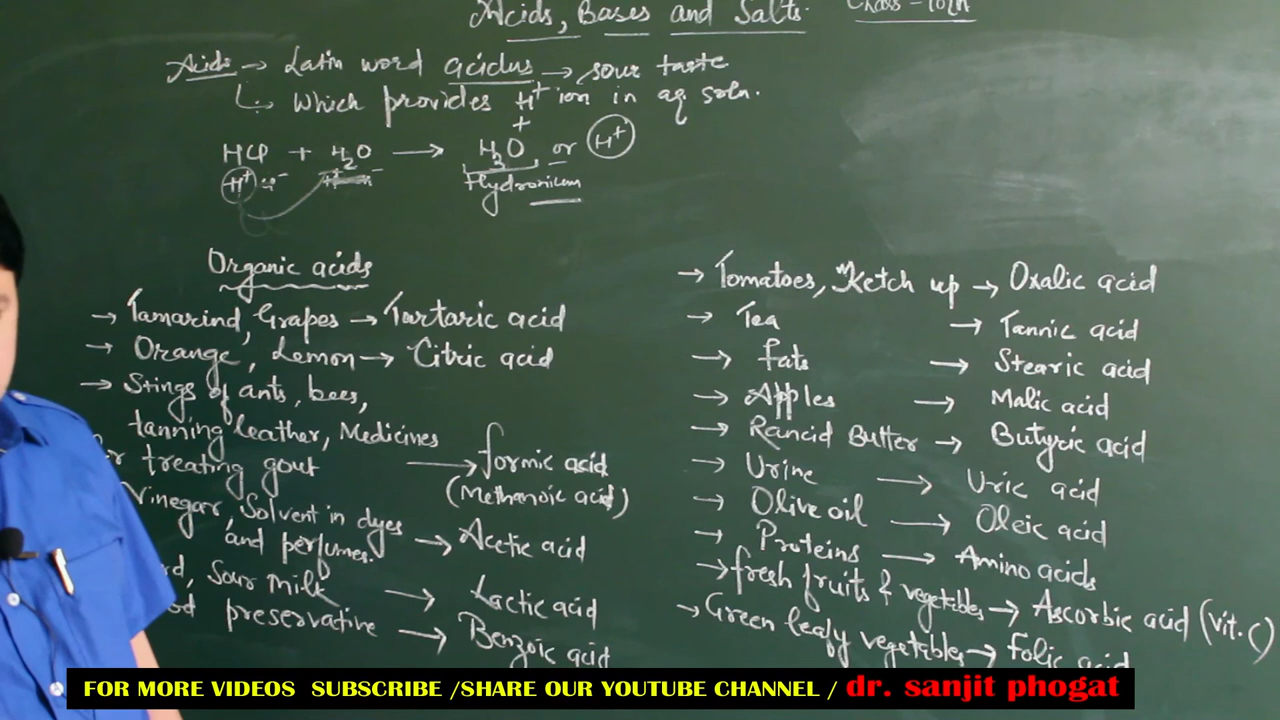 Acids, Bases and Salts. Class - 10th
Acids → Latin word acidus → sour taste
↳ Which provides H+ ion in aq soln.
HCl + H2O → H3O+ or H+
H+ Cl-
Hydronium
Organic acids
→ Tamarind, Grapes → Tartaric acid
→ Orange, Lemon → Citric acid
→ Stings of ants, bees,
tanning leather, Medicines
treating gout → formic acid
(Methanoic acid)
Vinegar, Solvent in dyes
and perfumes. → Acetic acid
rd, Sour Milk → Lactic acid
od preservative → Benzoic acid
→ Tomatoes, Ketch up → Oxalic acid
→ Tea → Tannic acid
→ fats → Stearic acid
→ Apples → Malic acid
→ Rancid Butter → Butyric acid
→ Urine → Uric acid
→ Olive oil → Oleic acid
→ Proteins → Amino acids
→ fresh fruits & vegetables → Ascorbic acid (vit. C)
→ Green leafy vegetables → folic acid
FOR MORE VIDEOS SUBSCRIBE /SHARE OUR YOUTUBE CHANNEL / dr. sanjit phogat